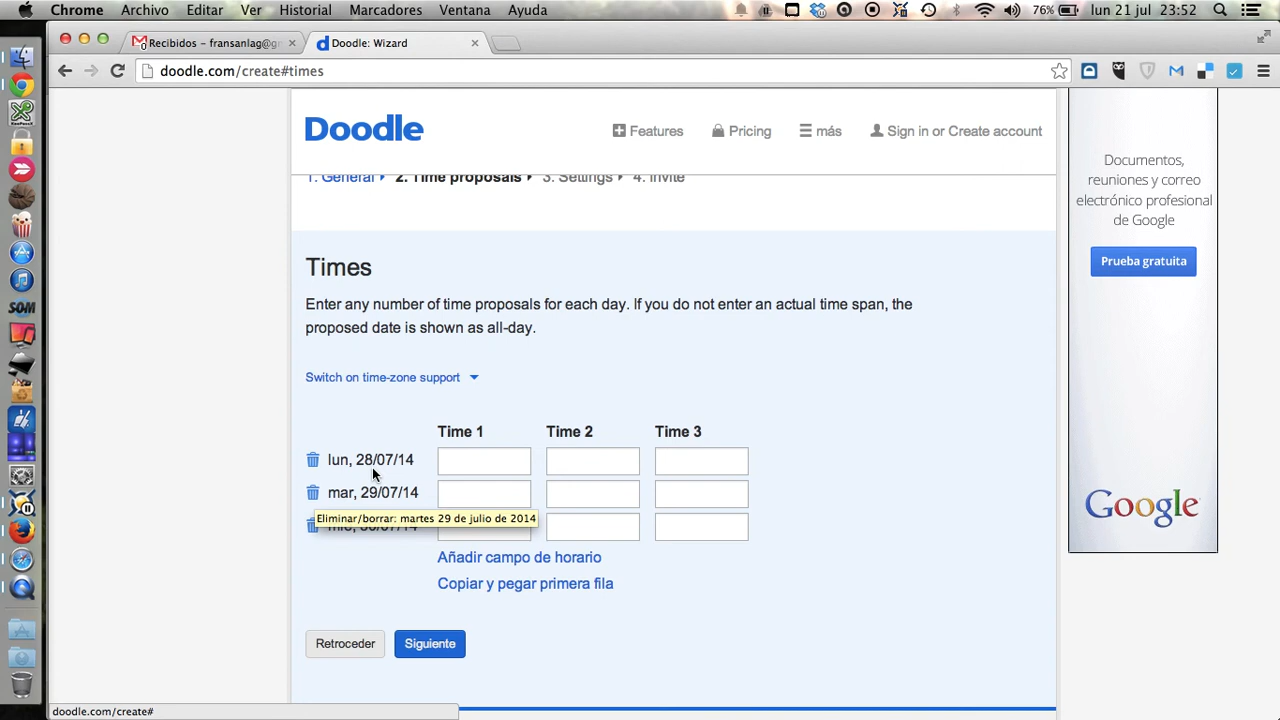 Chrome Archivo Editar Ver Historial Marcadores Ventana Ayuda 76% lun 21 jul 23:52
Recibidos – fransanlag@g
Doodle: Wizard
doodle.com/create#times
Doodle
Features Pricing más Sign in or Create account
1. General 2. Time proposals 3. Settings 4. Invite
Times
Enter any number of time proposals for each day. If you do not enter an actual time span, the
proposed date is shown as all-day.
Switch on time-zone support
Time 1 Time 2 Time 3
lun, 28/07/14
mar, 29/07/14
Eliminar/borrar: martes 29 de julio de 2014
mié, 30/07/14
Añadir campo de horario
Copiar y pegar primera fila
Retroceder Siguiente
Documentos,
reuniones y correo
electrónico profesional
de Google
Prueba gratuita
Google
SOM
doodle.com/create#